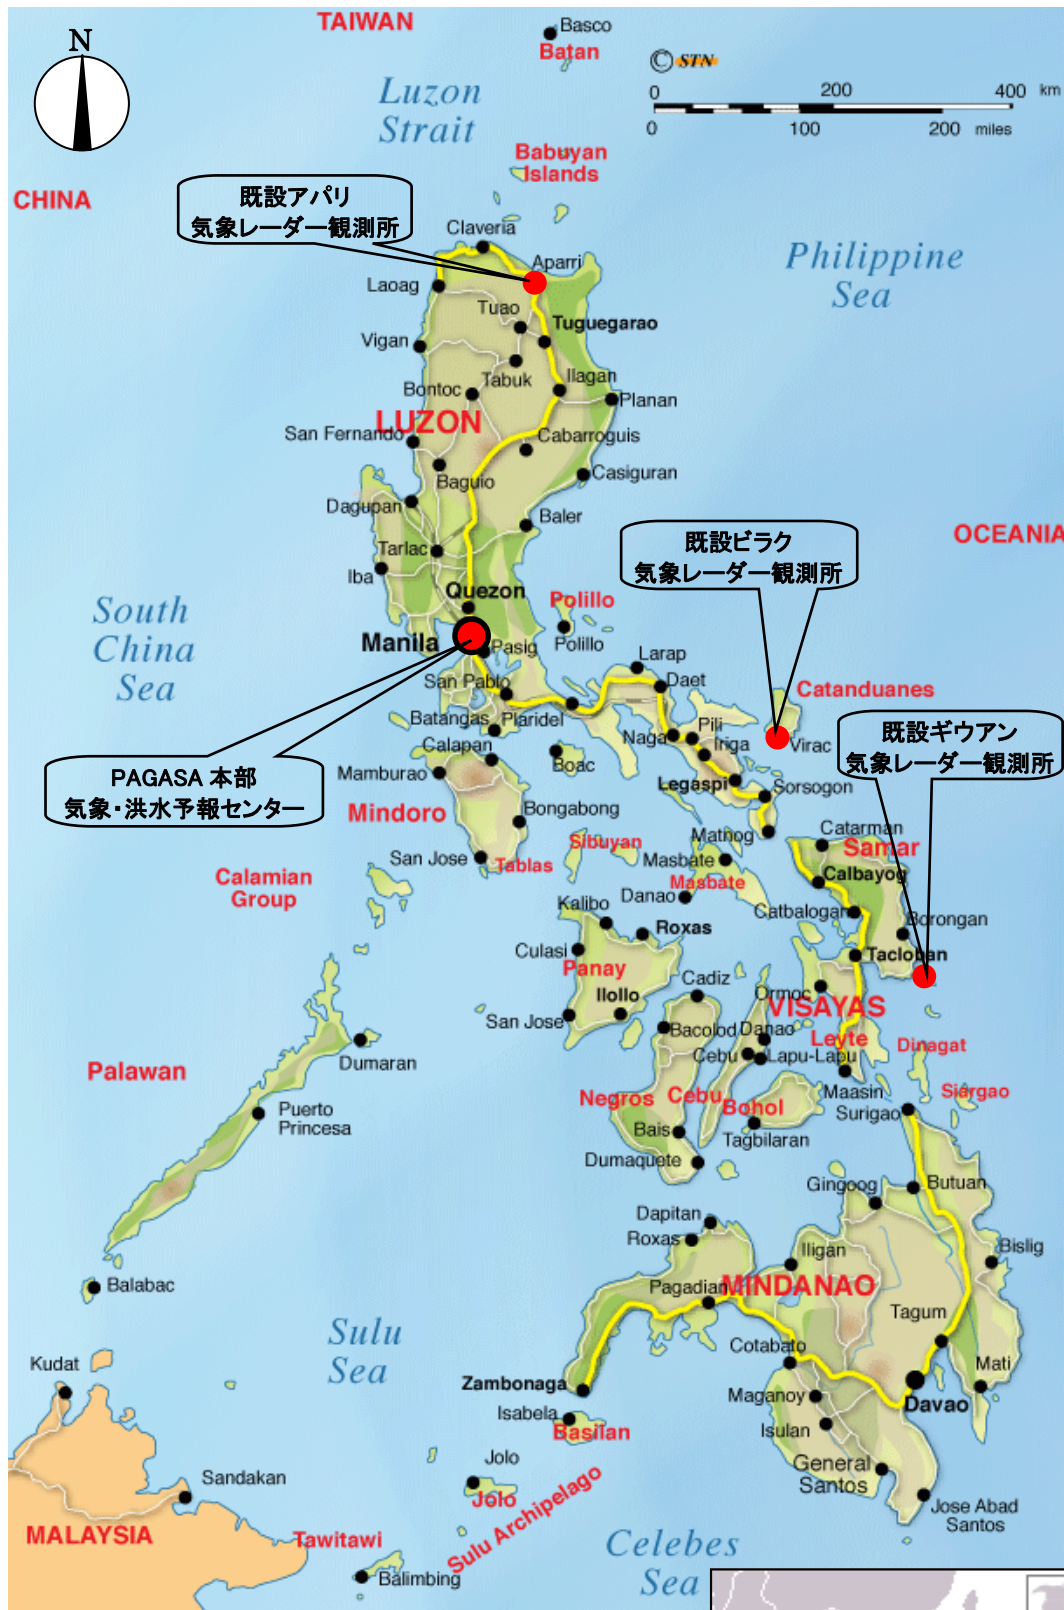 TAIWAN
Basco
Batan
N
© STN
0 200 400 km
0 100 200 miles
Luzon
Strait
Babuyan
Islands
CHINA
既設アパリ
気象レーダー観測所
Claveria
Aparri
Philippine
Sea
Laoag
Tuao
Tuguegarao
Vigan
Tabuk
Ilagan
Bontoc
Planan
LUZON
San Fernando
Cabarroguis
Baguio
Casiguran
Dagupan
Baler
既設ビラク
気象レーダー観測所
OCEANIA
Tarlac
Iba
Quezon
Polillo
South
China
Sea
Manila
Polillo
Pasig
Larap
San Pablo
Daet
Catanduanes
Batangas
Plaridel
Pili
Naga
Iriga
Virac
既設ギウアン
気象レーダー観測所
Calapan
Boac
PAGASA 本部
気象・洪水予報センター
Mamburao
Legaspi
Sorsogon
Mindoro
Bongabong
Matnog
Catarman
Sibuyan
Samar
San Jose
Tablas
Masbate
Masbate
Calbayog
Calamian
Group
Danao
Kalibo
Catbalogan
Borongan
Roxas
Culasi
Tacloban
Panay
Cadiz
Ormoc
Ilollo
VISAYAS
San Jose
Bacolod
Danao
Leyte
Dinagat
Dumaran
Cebu
Lapu-Lapu
Palawan
Maasin
Siargao
Negros
Cebu
Bohol
Surigao
Puerto
Princesa
Bais
Tagbilaran
Dumaquete
Gingoog
Butuan
Dapitan
Roxas
Iligan
Bislig
Balabac
Pagadian
MINDANAO
Tagum
Sulu
Sea
Cotabato
Kudat
Mati
Zambonaga
Maganoy
Davao
Isabela
Basilan
Isulan
Jolo
General
Santos
Sandakan
Jolo
Jose Abad
Santos
Sulu Archipelago
MALAYSIA
Tawitawi
Celebes
Sea
Balimbing